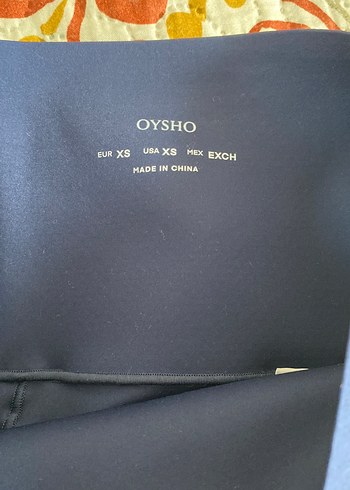 OYSHO
EUR XS USA XS MEX EXCH
MADE IN CHINA